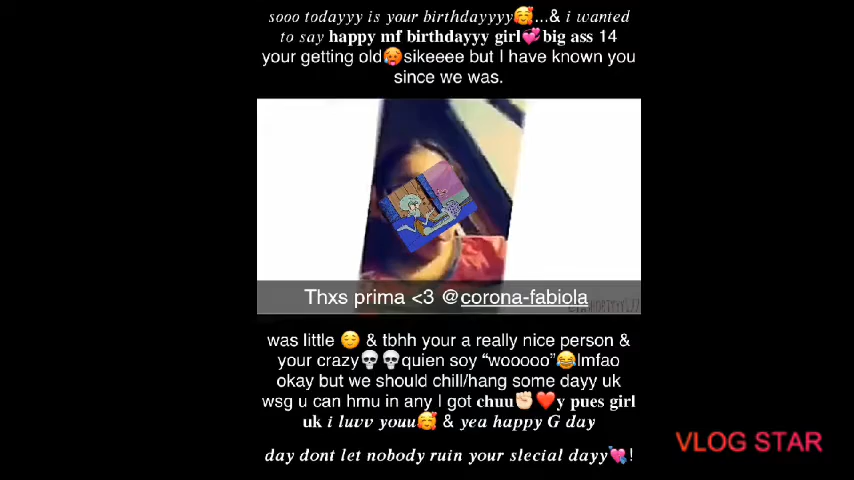 sooo todayyy is your birthdayyyy🥰...& i wanted
to say happy mf birthdayyy girl💞big ass 14
your getting old🥵sikeeee but I have known you
since we was.
Thxs prima <3 @corona-fabiola
was little 😌 & tbhh your a really nice person &
your crazy💀💀quien soy “wooooo”😂lmfao
okay but we should chill/hang some dayy uk
wsg u can hmu in any I got chuu✊🏻❤️y pues girl
uk i luvv youu🥰 & yea happy G day
day dont let nobody ruin your slecial dayy💘!
VLOG STAR